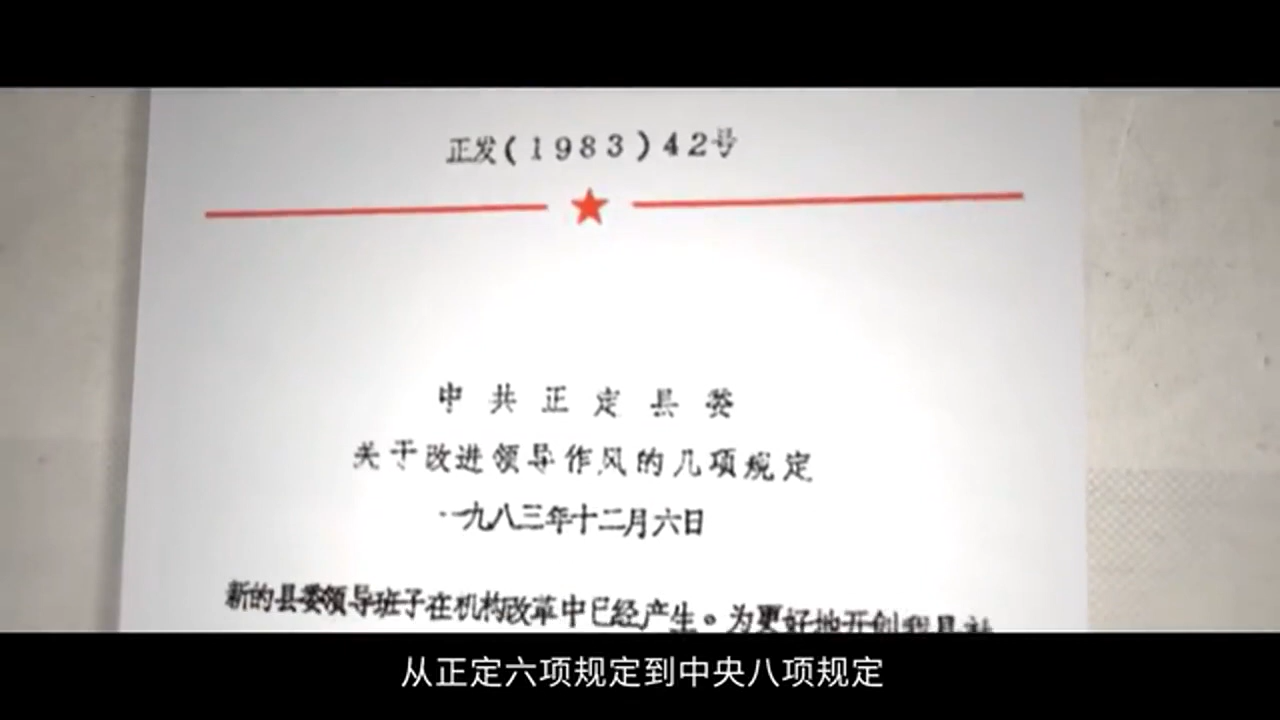 正发(1983)42号
中共正定县委
关于改进领导作风的几项规定
一九八三年十二月六日
新的县委领导班子在机构改革中已经产生。为更好地开创我县社
从正定六项规定到中央八项规定